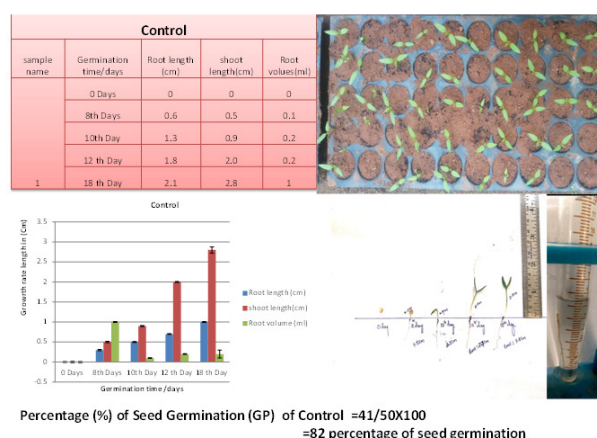 Control
sample name Germination time/days Root length (cm) shoot length(cm) Root volues(ml)
0 Days 0 0 0
8th Days 0.6 0.5 0.1
10th Day 1.3 0.9 0.2
12 th Day 1.8 2.0 0.2
1 18 th Day 2.1 2.8 1
Control
Growth rate length in (Cm)
3.5
3
2.5
2
1.5
1
0.5
0
-0.5
0 Days 8th Days 10th Day 12 th Day 18 th Day
Germination time /days
Root length (cm)
shoot length(cm)
Root volume (ml)
0 day
Percentage (%) of Seed Germination (GP) of Control =41/50X100
=82 percentage of seed germination